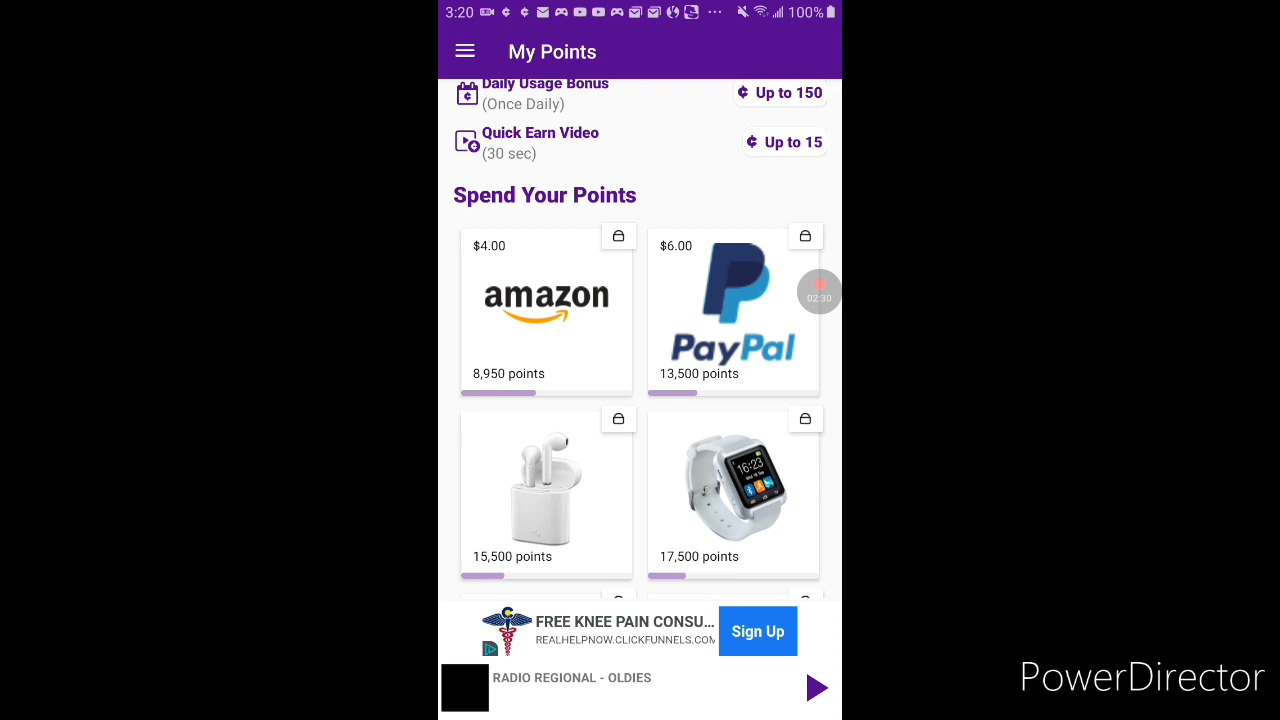 3:20
100%
My Points
Daily Usage Bonus
(Once Daily)
¢ Up to 150
Quick Earn Video
(30 sec)
¢ Up to 15
Spend Your Points
$4.00
amazon
8,950 points
$6.00
PayPal
13,500 points
02:30
15,500 points
16:23
17,500 points
FREE KNEE PAIN CONSU...
REALHELPNOW.CLICKFUNNELS.COM
Sign Up
RADIO REGIONAL - OLDIES
PowerDirector